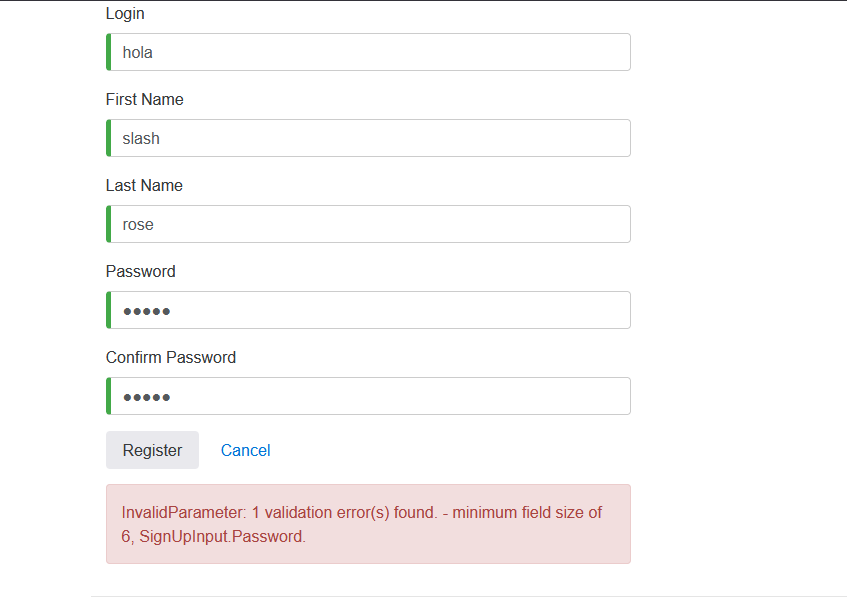 Login
hola
First Name
slash
Last Name
rose
Password
●●●●●
Confirm Password
●●●●●
Register Cancel
InvalidParameter: 1 validation error(s) found. - minimum field size of
6, SignUpInput.Password.